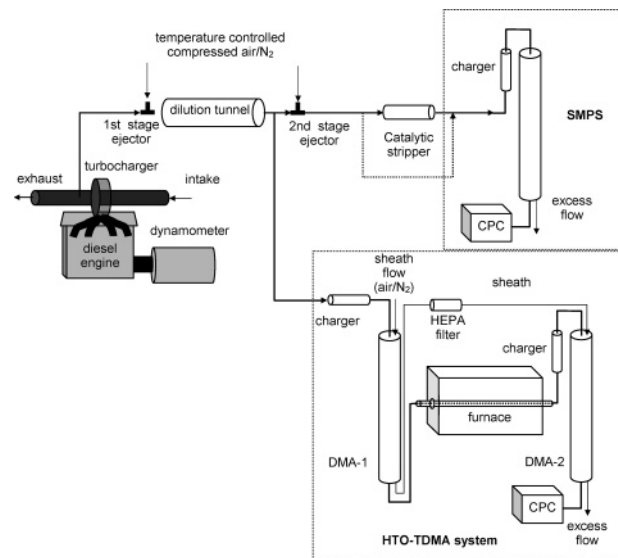 temperature controlled
compressed air/N₂
1st stage
ejector
dilution tunnel
2nd stage
ejector
Catalytic
stripper
charger
SMPS
CPC
excess
flow
turbocharger
exhaust
intake
diesel
engine
dynamometer
sheath
flow
(air/N₂)
sheath
charger
HEPA
filter
charger
furnace
DMA-1
DMA-2
CPC
excess
flow
HTO-TDMA system